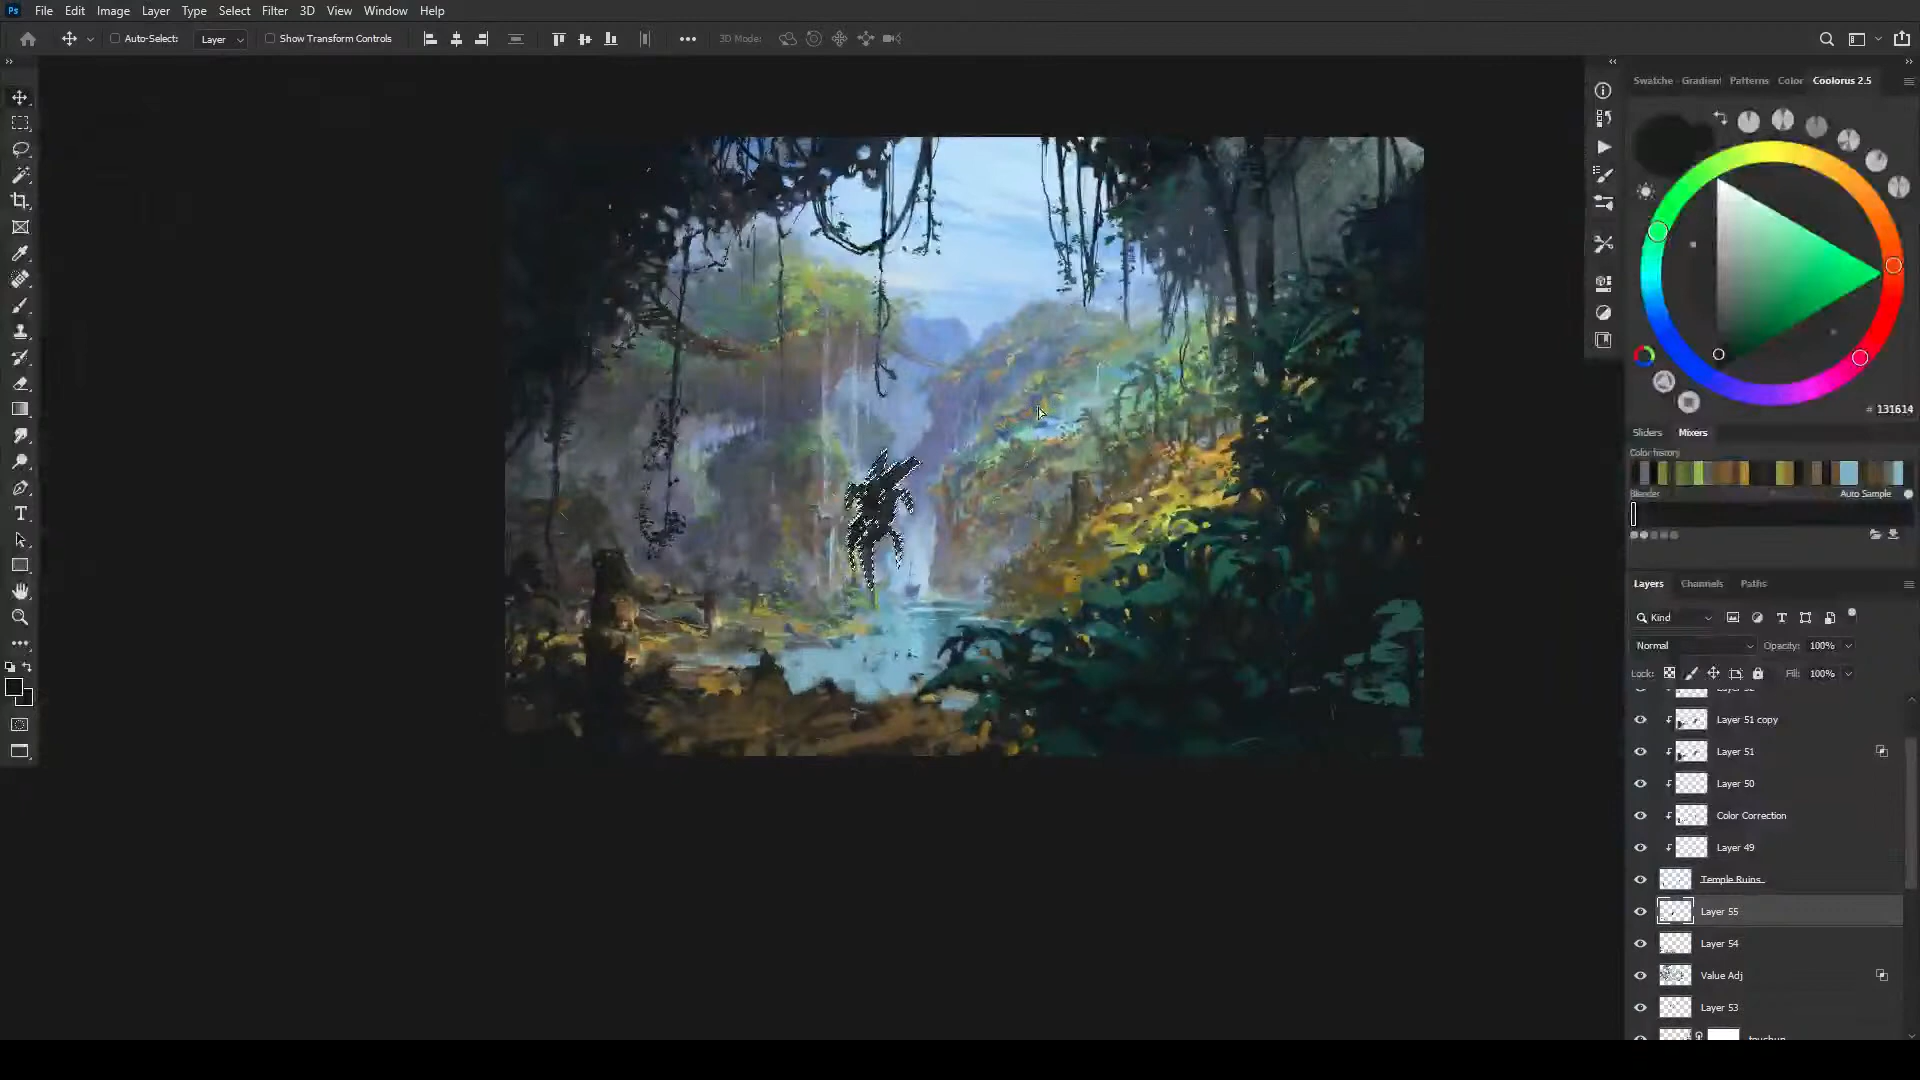 Ps File Edit Image Layer Type Select Filter 3D View Window Help
Auto-Select: Layer Show Transform Controls 3D Mode:
Swatche Gradient Patterns Color Coolorus 2.5
# 131614
Sliders Mixers
Color history
Blender Auto Sample
Layers Channels Paths
Kind
Normal Opacity: 100%
Lock: Fill: 100%
Layer 51 copy
Layer 51
Layer 50
Color Correction
Layer 49
Temple Ruins
Layer 55
Layer 54
Value Adj
Layer 53